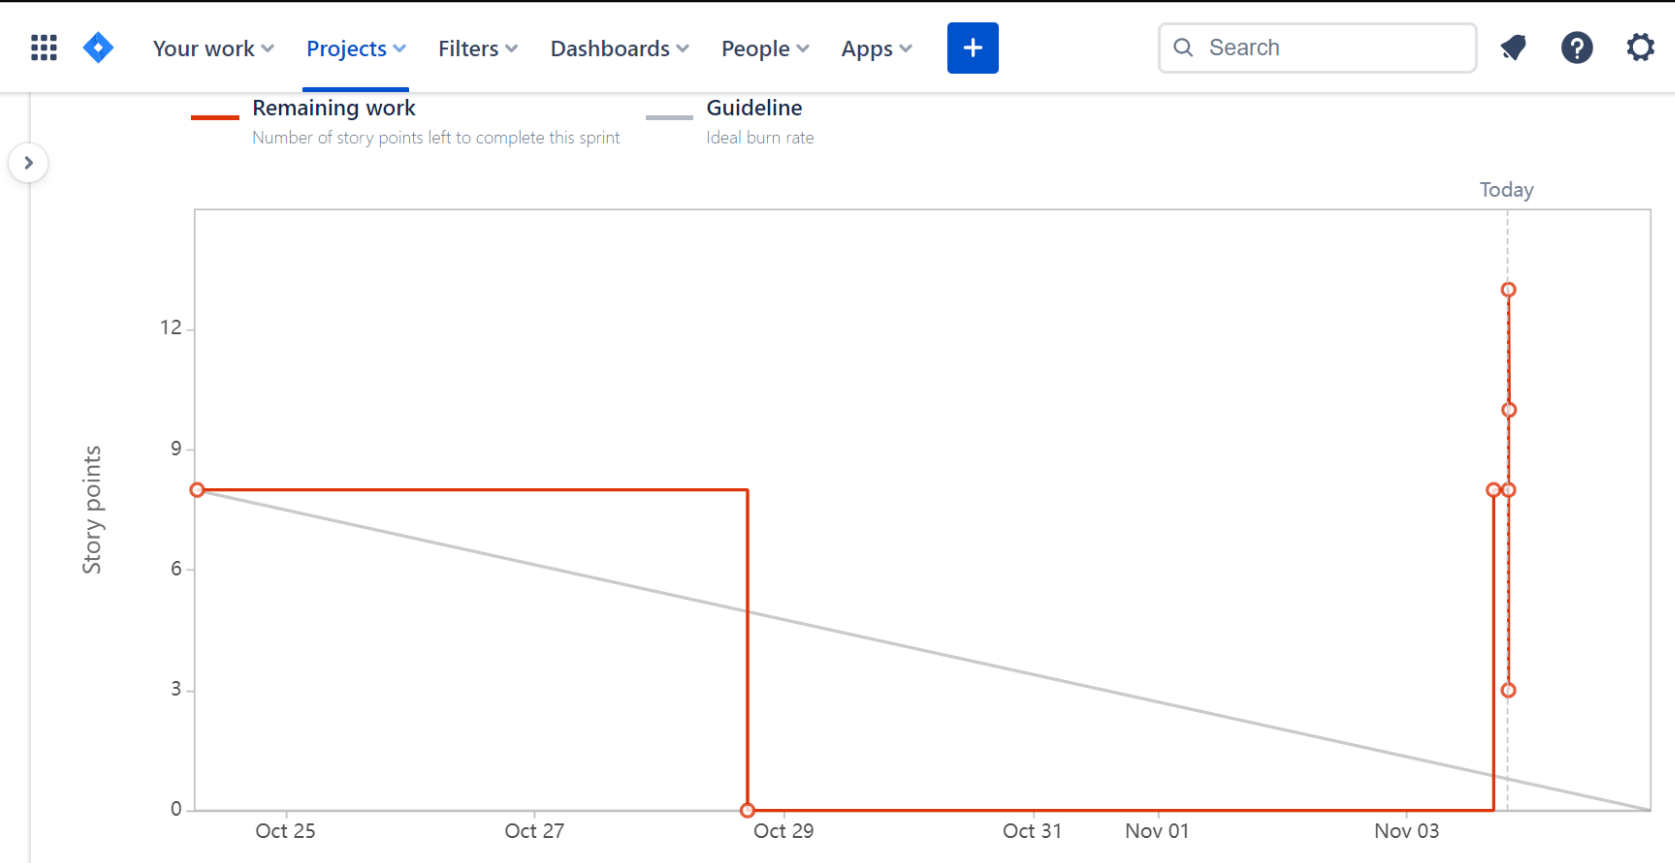 Your work Projects Filters Dashboards People Apps + Search ?
Remaining work Guideline
Number of story points left to complete this sprint Ideal burn rate
Today
12
9
Story points
6
3
0
Oct 25 Oct 27 Oct 29 Oct 31 Nov 01 Nov 03